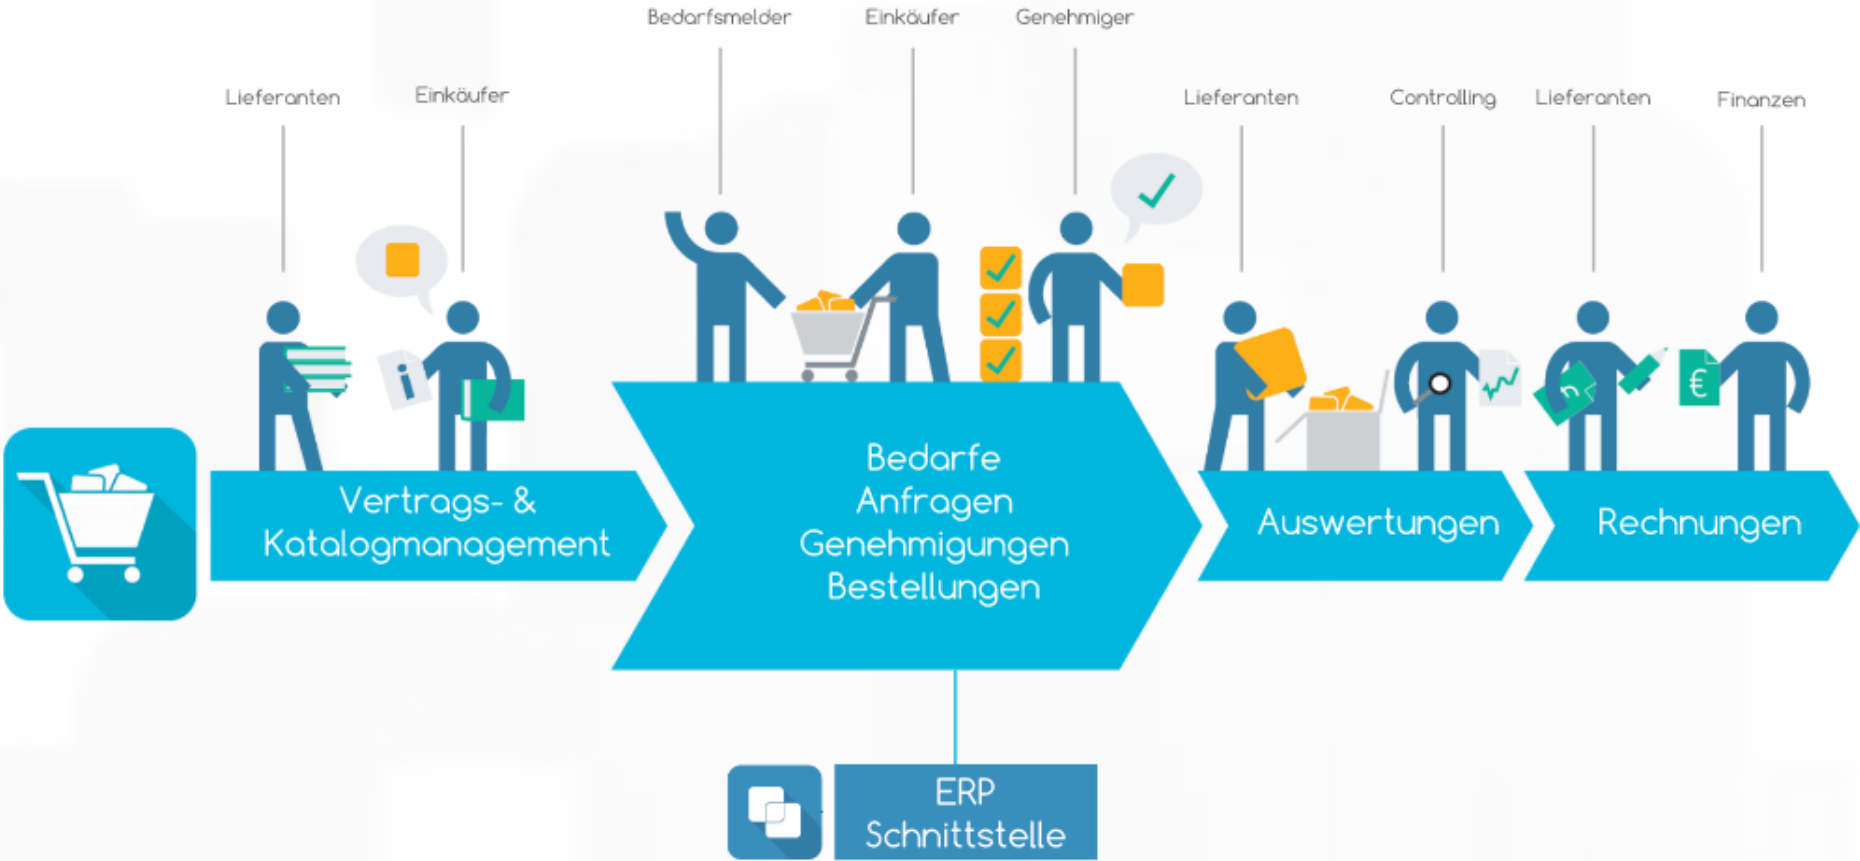 Bedarfsmelder
Einkäufer
Genehmiger
Lieferanten
Einkäufer
Lieferanten
Controlling
Lieferanten
Finanzen
i
€
Vertrags- &
Katalogmanagement
Bedarfe
Anfragen
Genehmigungen
Bestellungen
Auswertungen
Rechnungen
ERP
Schnittstelle